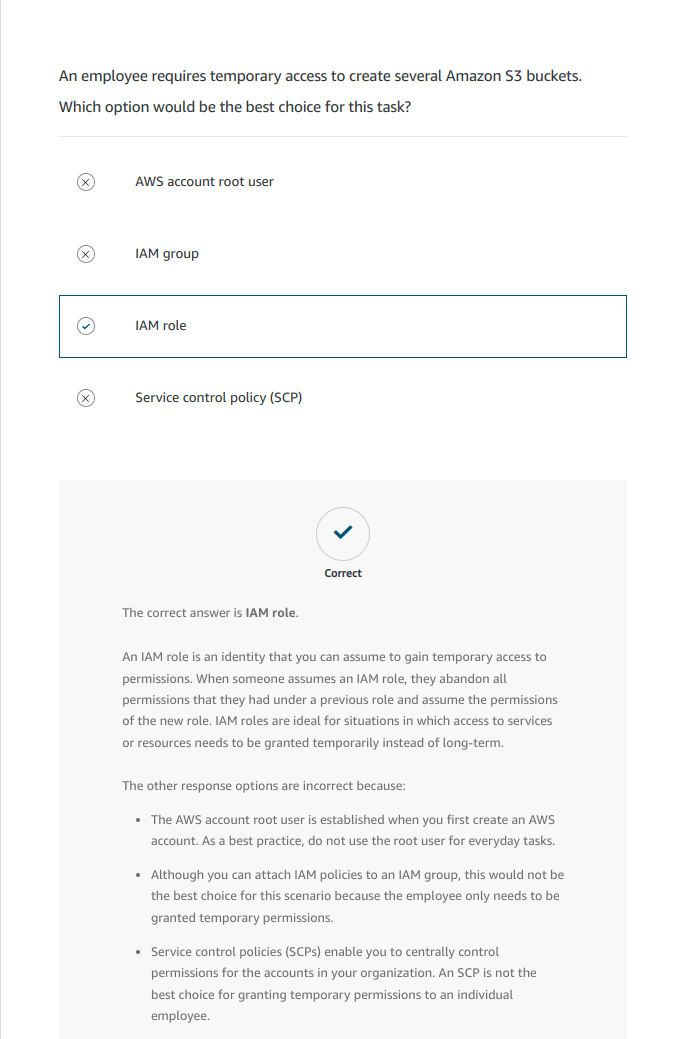 An employee requires temporary access to create several Amazon S3 buckets.
Which option would be the best choice for this task?
AWS account root user
IAM group
IAM role
Service control policy (SCP)
Correct
The correct answer is IAM role.
An IAM role is an identity that you can assume to gain temporary access to
permissions. When someone assumes an IAM role, they abandon all
permissions that they had under a previous role and assume the permissions
of the new role. IAM roles are ideal for situations in which access to services
or resources needs to be granted temporarily instead of long-term.
The other response options are incorrect because:
• The AWS account root user is established when you first create an AWS
account. As a best practice, do not use the root user for everyday tasks.
• Although you can attach IAM policies to an IAM group, this would not be
the best choice for this scenario because the employee only needs to be
granted temporary permissions.
• Service control policies (SCPs) enable you to centrally control
permissions for the accounts in your organization. An SCP is not the
best choice for granting temporary permissions to an individual
employee.